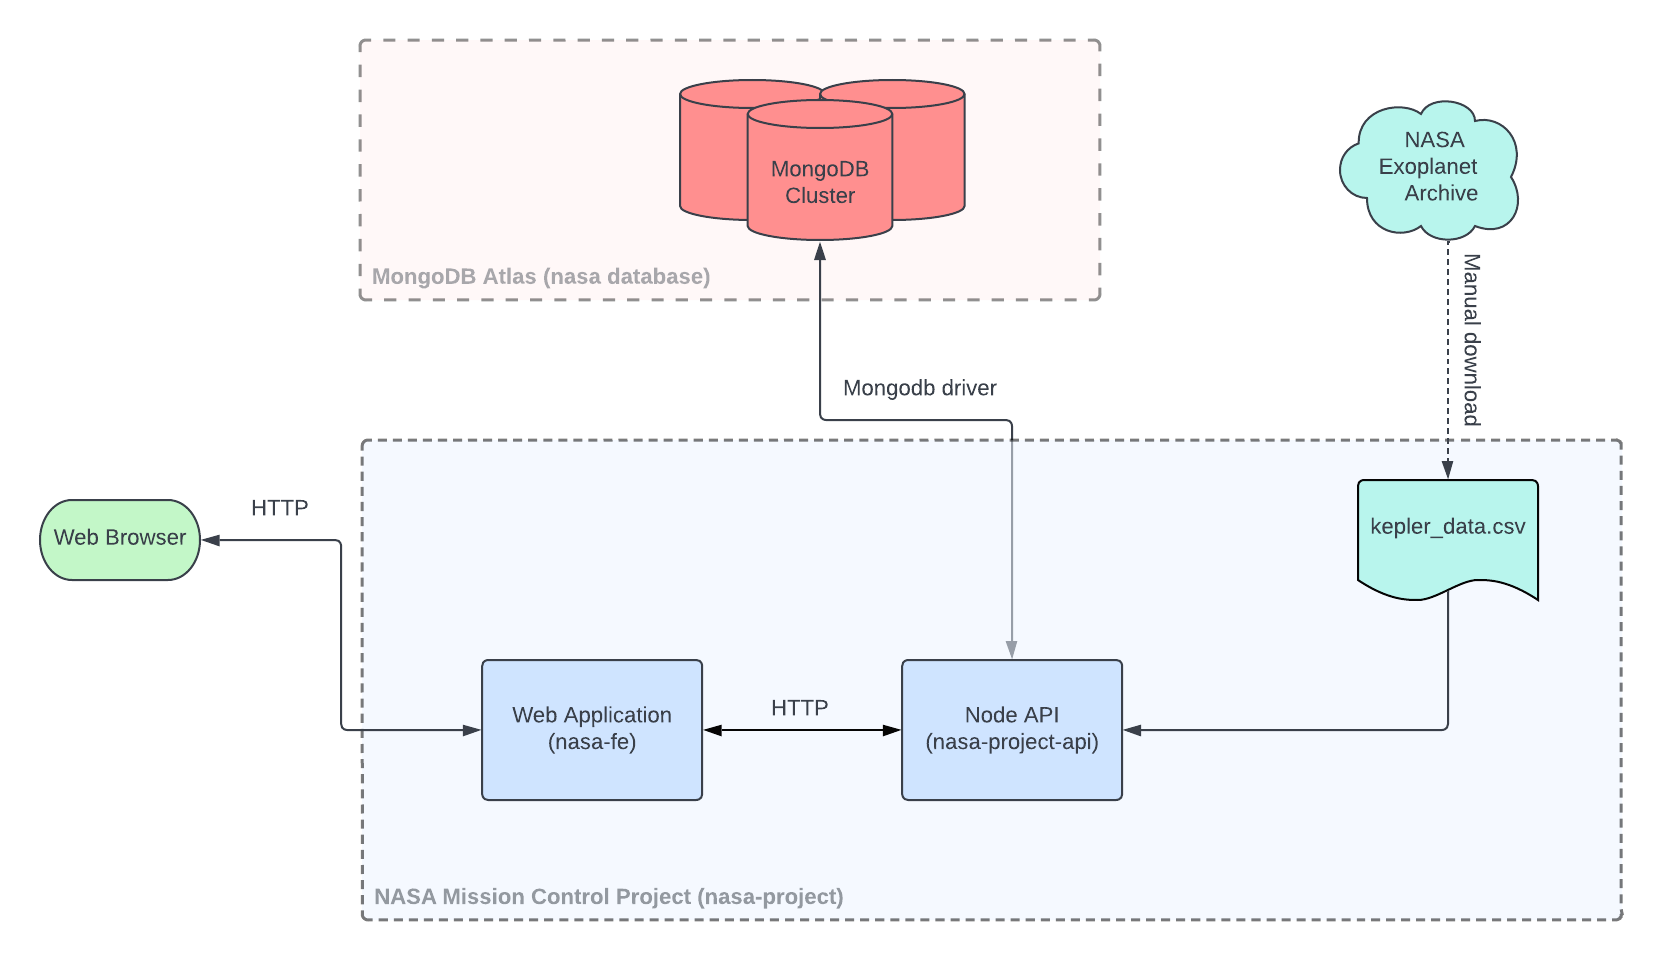 MongoDB
Cluster
MongoDB Atlas (nasa database)
NASA
Exoplanet
Archive
Manual download
Mongodb driver
HTTP
Web Browser
kepler_data.csv
Web Application
(nasa-fe)
HTTP
Node API
(nasa-project-api)
NASA Mission Control Project (nasa-project)